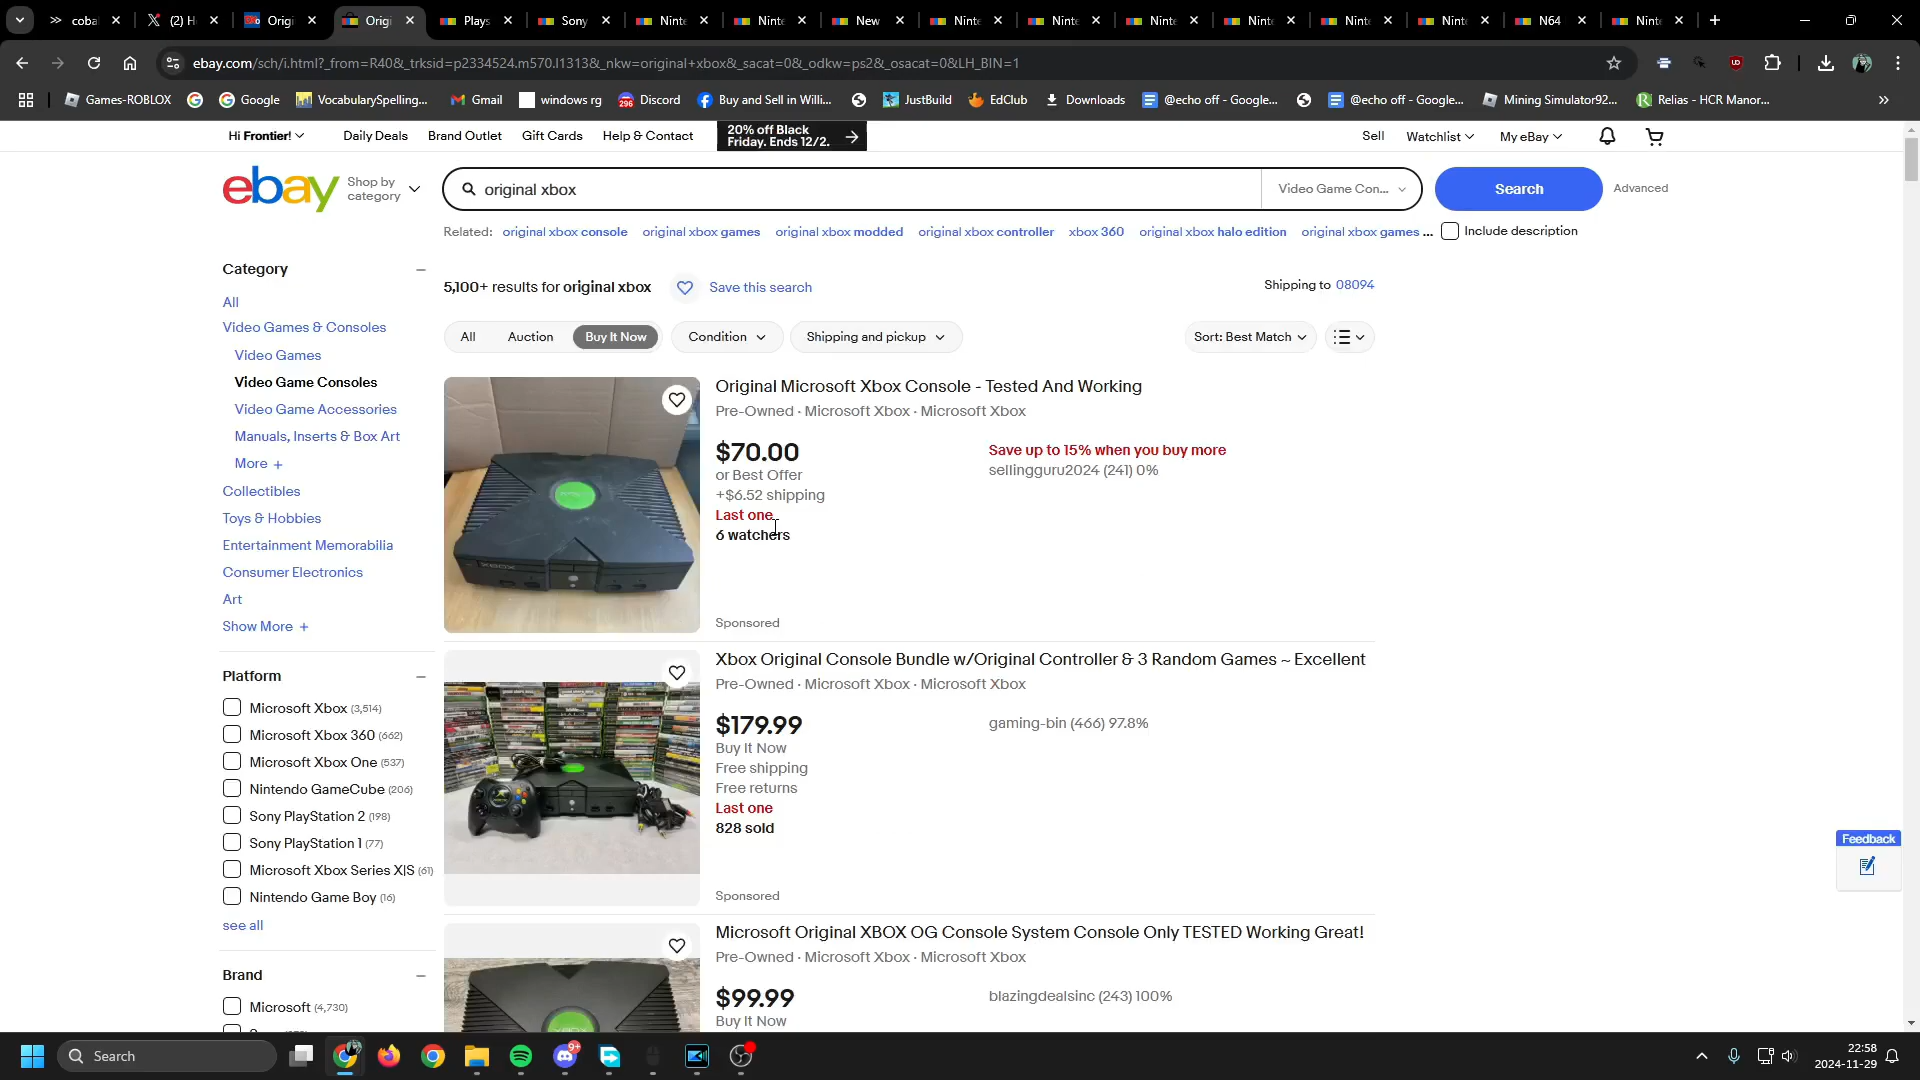 coba
(2) H
Origi
Origi
Plays
Sony
Ninte
Ninte
New
Ninte
Ninte
Ninte
Ninte
Ninte
Ninte
N64
Ninte
ebay.com/sch/i.html?_from=R40&_trksid=p2334524.m570.l1313&_nkw=original+xbox&_sacat=0&_odkw=ps2&_osacat=0&LH_BIN=1
Games-ROBLOX
Google
VocabularySpelling...
Gmail
windows rg
Discord
Buy and Sell in Willi...
JustBuild
EdClub
Downloads
@echo off - Google...
@echo off - Google...
Mining Simulator92...
Relias - HCR Manor...
Hi Frontier!
Daily Deals
Brand Outlet
Gift Cards
Help & Contact
20% off Black
Friday. Ends 12/2.
Sell
Watchlist
My eBay
ebay
Shop by
category
original xbox
Video Game Con...
Search
Advanced
Related: original xbox console original xbox games original xbox modded original xbox controller xbox 360 original xbox halo edition original xbox games ...
Include description
Category
All
Video Games & Consoles
Video Games
Video Game Consoles
Video Game Accessories
Manuals, Inserts & Box Art
More +
Collectibles
Toys & Hobbies
Entertainment Memorabilia
Consumer Electronics
Art
Show More +
Platform
Microsoft Xbox (3,514)
Microsoft Xbox 360 (662)
Microsoft Xbox One (537)
Nintendo GameCube (206)
Sony PlayStation 2 (198)
Sony PlayStation 1 (77)
Microsoft Xbox Series X|S (61)
Nintendo Game Boy (16)
see all
Brand
Microsoft (4,730)
5,100+ results for original xbox
Save this search
Shipping to 08094
All
Auction
Buy It Now
Condition
Shipping and pickup
Sort: Best Match
Original Microsoft Xbox Console - Tested And Working
Pre-Owned · Microsoft Xbox · Microsoft Xbox
$70.00
or Best Offer
+$6.52 shipping
Last one
6 watchers
Save up to 15% when you buy more
sellingguru2024 (241) 0%
Sponsored
XBOX
Xbox Original Console Bundle w/Original Controller & 3 Random Games ~ Excellent
Pre-Owned · Microsoft Xbox · Microsoft Xbox
$179.99
Buy It Now
Free shipping
Free returns
Last one
828 sold
gaming-bin (466) 97.8%
Sponsored
Microsoft Original XBOX OG Console System Console Only TESTED Working Great!
Pre-Owned · Microsoft Xbox · Microsoft Xbox
$99.99
Buy It Now
blazingdealsinc (243) 100%
Feedback
Search
9+
22:58
2024-11-29